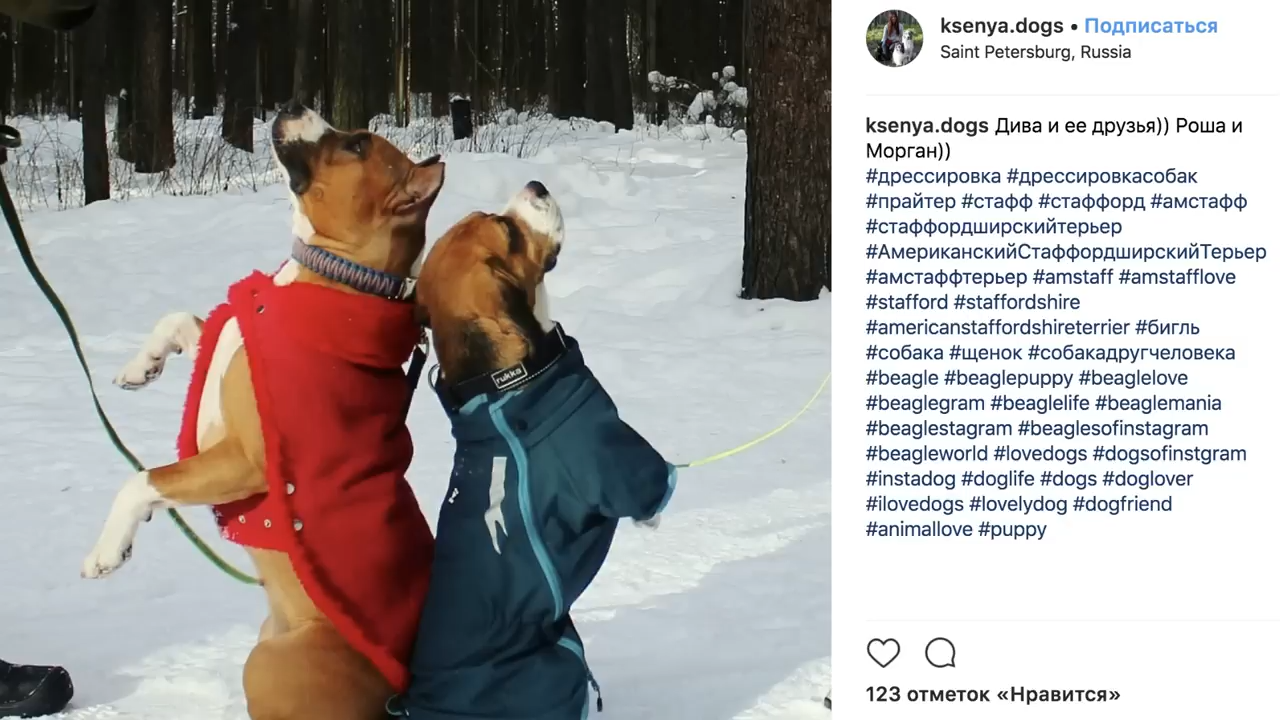 ksenya.dogs • Подписаться
Saint Petersburg, Russia
ksenya.dogs Дива и ее друзья)) Роша и
Морган))
#дрессировка #дрессировкасобак
#прайтер #стафф #стаффорд #амстафф
#стаффордширскийтерьер
#АмериканскийСтаффордширскийТерьер
#амстаффтерьер #amstaff #amstafflove
#stafford #staffordshire
#americanstaffordshireterrier #бигль
#собака #щенок #собакадругчеловека
#beagle #beaglepuppy #beaglelove
#beaglegram #beaglelife #beaglemania
#beaglestagram #beaglesofinstagram
#beagleworld #lovedogs #dogsofinstgram
#instadog #doglife #dogs #doglover
#ilovedogs #lovelydog #dogfriend
#animallove #puppy
123 отметок «Нравится»
rukka